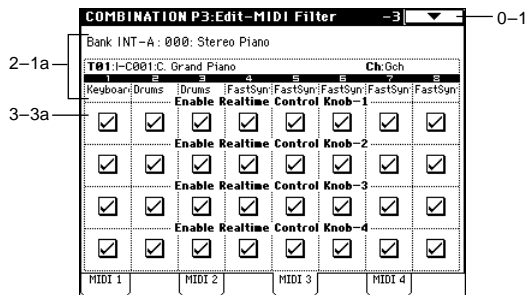 COMBINATION P3:Edit-MIDI Filter -3
0–1
Bank INT-A: 000: Stereo Piano
2–1a
T01:I-C001:C. Grand Piano Ch:Gch
1 2 3 4 5 6 7 8
Keyboar Drums Drums FastSyn FastSyn FastSyn FastSyn FastSyn
Enable Realtime Control Knob-1
3–3a
Enable Realtime Control Knob-2
Enable Realtime Control Knob-3
Enable Realtime Control Knob-4
MIDI 1 MIDI 2 MIDI 3 MIDI 4